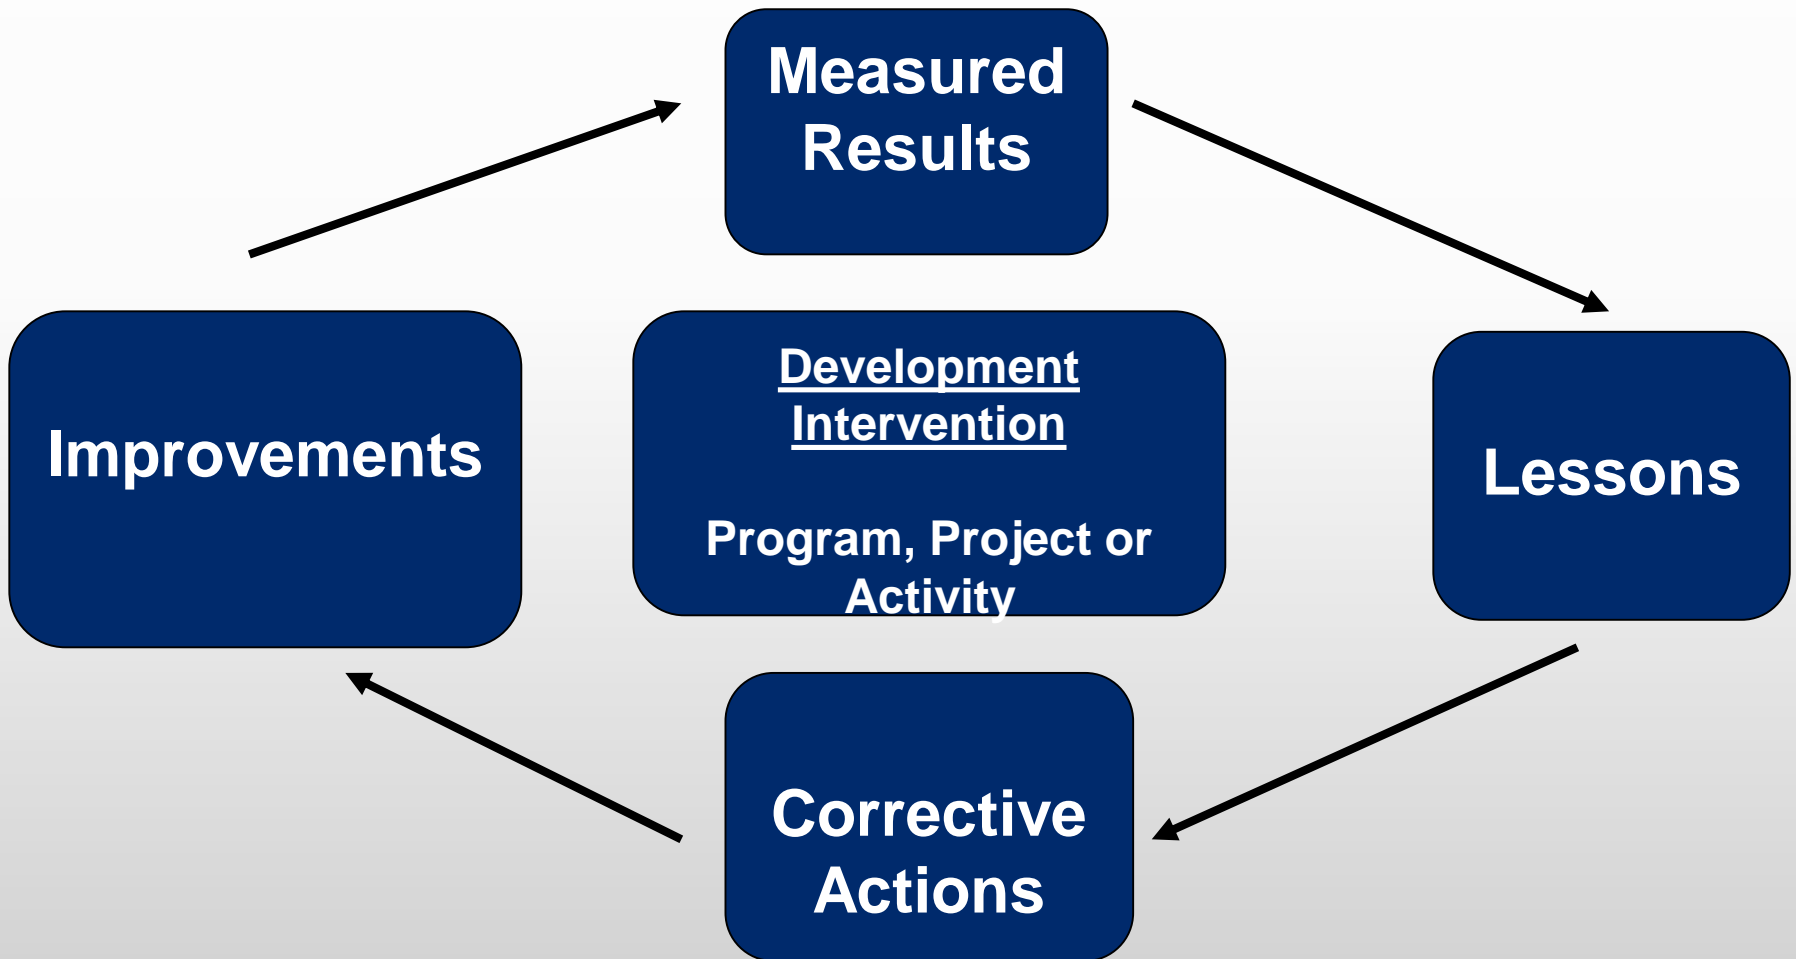 Measured
Results
Improvements
Development
Intervention
Program, Project or
Activity
Lessons
Corrective
Actions